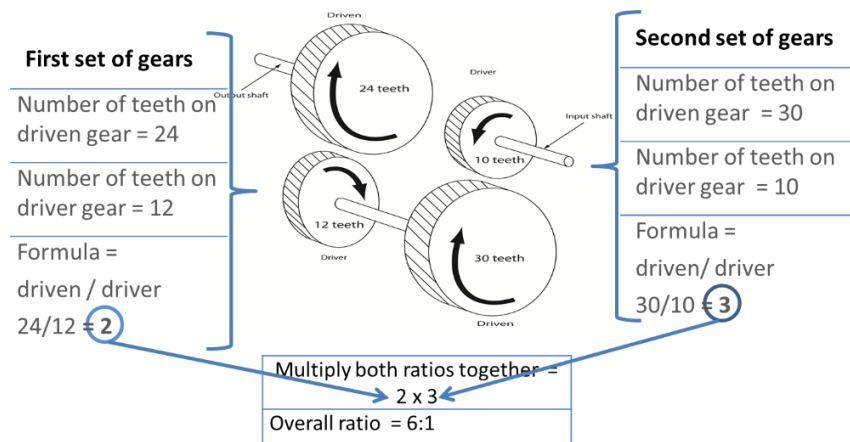 First set of gears
Number of teeth on
driven gear = 24
Number of teeth on
driver gear = 12
Formula =
driven / driver
24/12 = 2
Driven
Output shaft
24 teeth
Driver
Input shaft
10 teeth
12 teeth
Driver
30 teeth
Driven
Second set of gears
Number of teeth on
driven gear = 30
Number of teeth on
driver gear = 10
Formula =
driven/ driver
30/10 = 3
Multiply both ratios together =
2 x 3
Overall ratio = 6:1